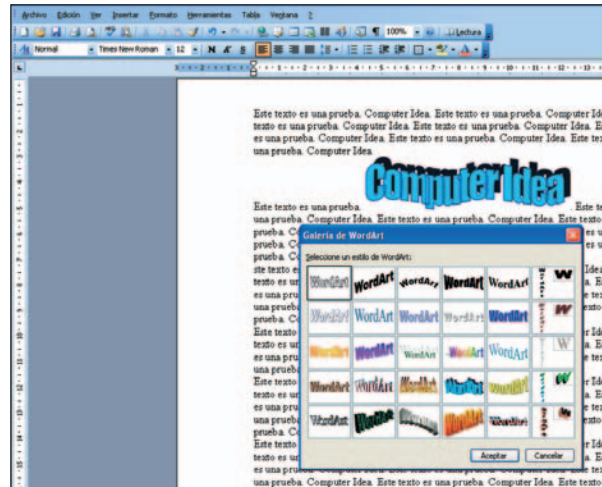 Archivo Edición Ver Insertar Formato Herramientas Tabla Ventana ?
100% Lectura
Normal Times New Roman 12 N K S
Este texto es una prueba. Computer Idea. Este texto es una prueba. Computer Id
texto es una prueba. Computer Idea. Este texto es una prueba. Computer Idea. E
es una prueba. Computer Idea. Este texto es una prueba. Computer Idea. Este te
una prueba. Computer Idea.
Computer Idea
Este texto es una prueba. . Este te
una prueba. Computer Idea. Este texto es una prueba. Computer Idea. Este texto
Galería de WordArt
Seleccione un estilo de WordArt:
WordArt WordArt WordArt WordArt WordArt W
WordArt WordArt WordArt WordArt WordArt W
WordArt WordArt WordArt WordArt WordArt W
WordArt WordArt WordArt WordArt WordArt W
WordArt WordArt WordArt WordArt WordArt
Aceptar Cancelar
una prueba. Computer Idea. Este texto es una prueba. Computer Idea. Este texto